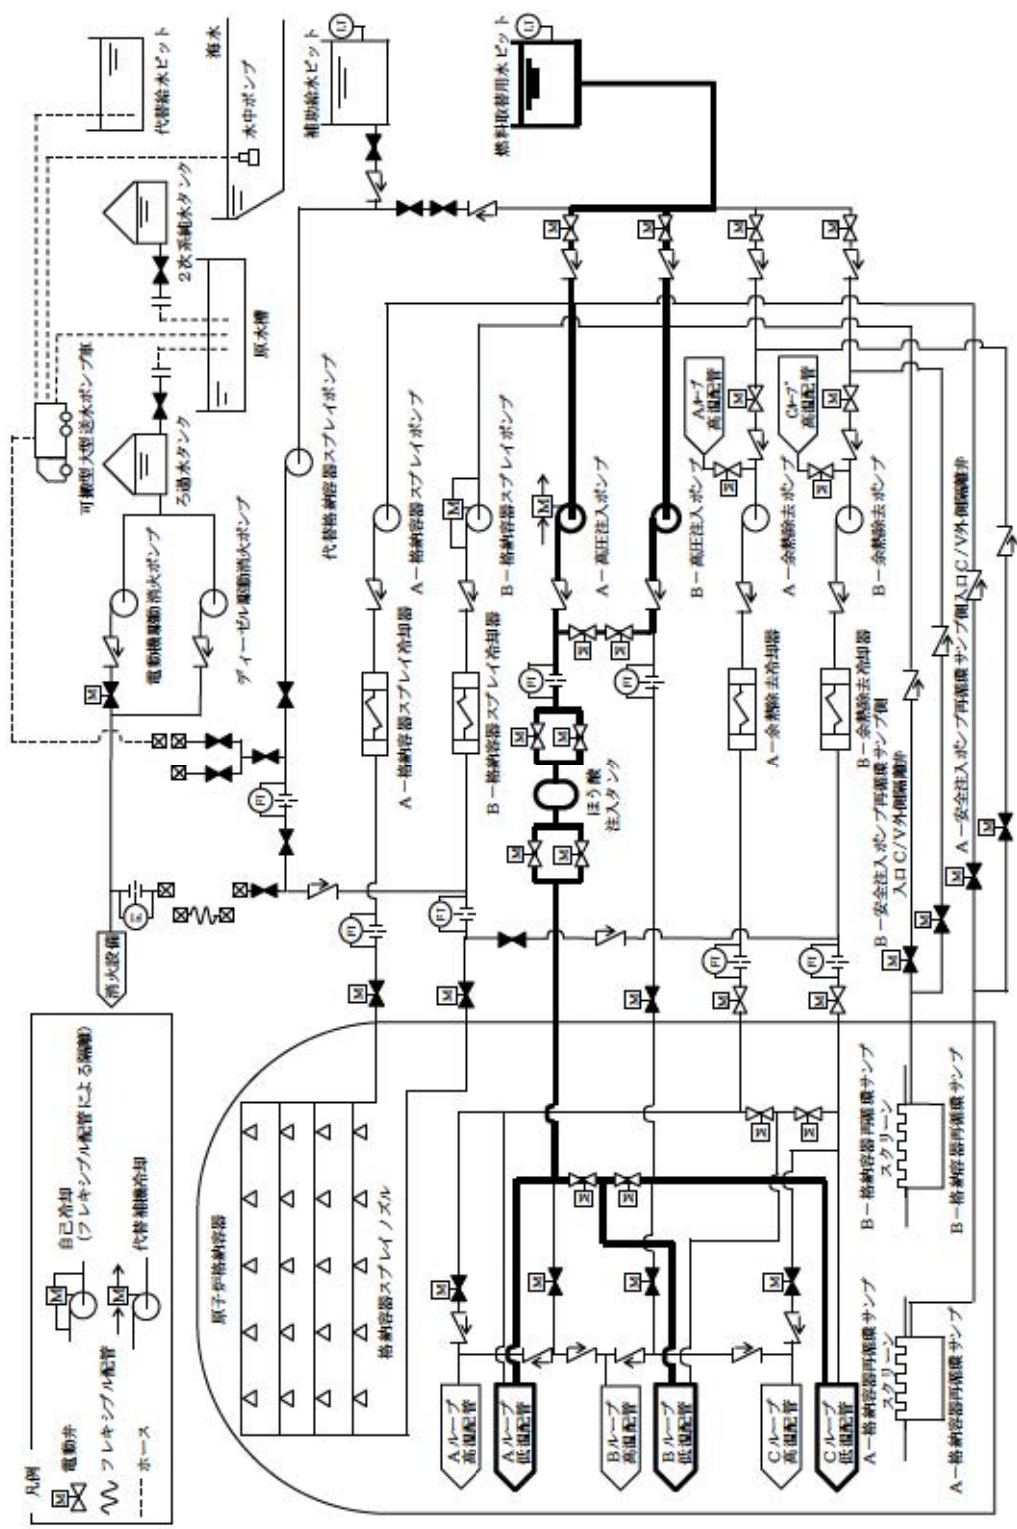 凡例
電動弁
フレキシブル配管
ホース
自己冷却
(フレキシブル配管による隔離)
代替補機冷却
M
M
M
消火設備
電動機駆動消火ポンプ
ディーゼル駆動消火ポンプ
可搬型大型送水ポンプ車
ろ過水タンク
2次系純水タンク
原水槽
代替給水ピット
海水
水中ポンプ
補助給水ピット
燃料取替用水ピット
代替格納容器スプレイポンプ
A-格納容器スプレイポンプ
B-格納容器スプレイポンプ
A-高圧注入ポンプ
B-高圧注入ポンプ
A-余熱除去ポンプ
B-余熱除去ポンプ
Aループ
高温配管
Cループ
高温配管
A-格納容器スプレイ冷却器
B-格納容器スプレイ冷却器
ほう酸
注入タンク
A-余熱除去冷却器
B-余熱除去冷却器
B-安全注入ポンプ再循環サンプ側
入口C/V外側隔離弁
A-安全注入ポンプ再循環サンプ側入口C/V外側隔離弁
原子炉格納容器
格納容器スプレイノズル
Aループ
高温配管
Aループ
低温配管
Bループ
高温配管
Bループ
低温配管
Cループ
高温配管
Cループ
低温配管
B-格納容器再循環サンプ
スクリーン
B-格納容器再循環サンプ
A-格納容器再循環サンプ
スクリーン
A-格納容器再循環サンプ